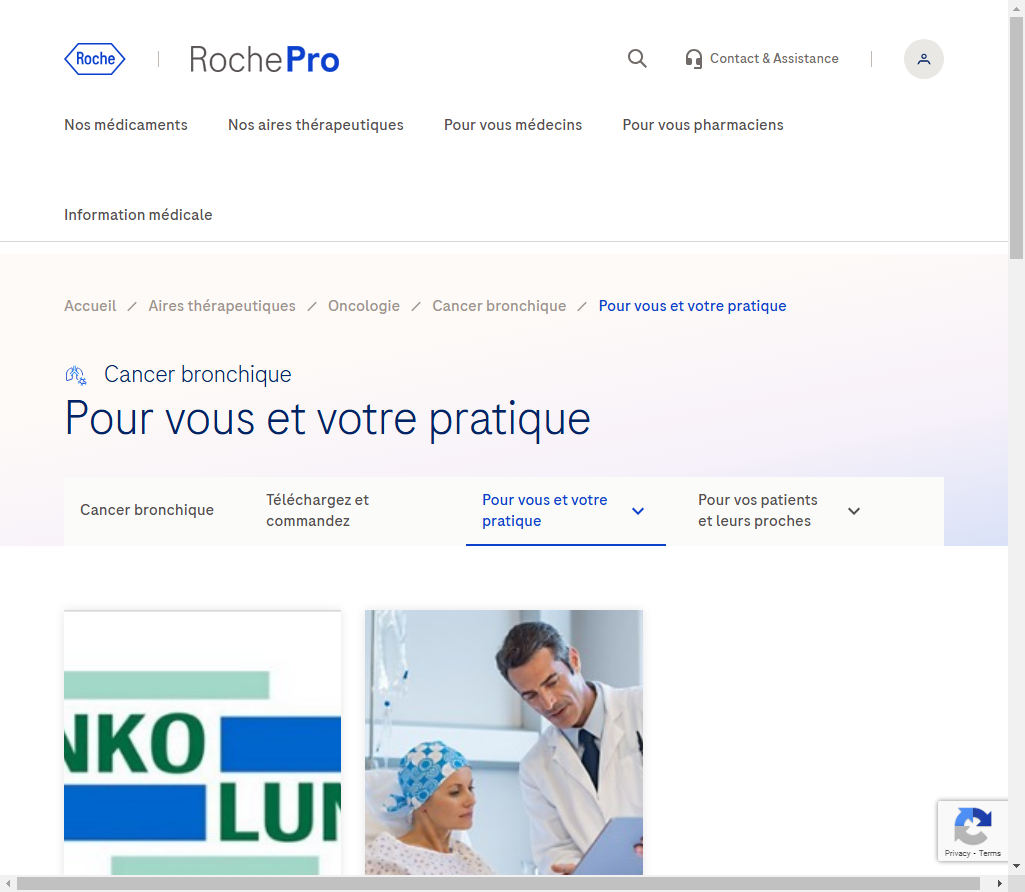 Roche
RochePro
Contact & Assistance
Nos médicaments
Nos aires thérapeutiques
Pour vous médecins
Pour vous pharmaciens
Information médicale
Accueil / Aires thérapeutiques / Oncologie / Cancer bronchique / Pour vous et votre pratique
Cancer bronchique
Pour vous et votre pratique
Cancer bronchique
Téléchargez et
commandez
Pour vous et votre
pratique
Pour vos patients
et leurs proches
NKO
LUN
Privacy - Terms